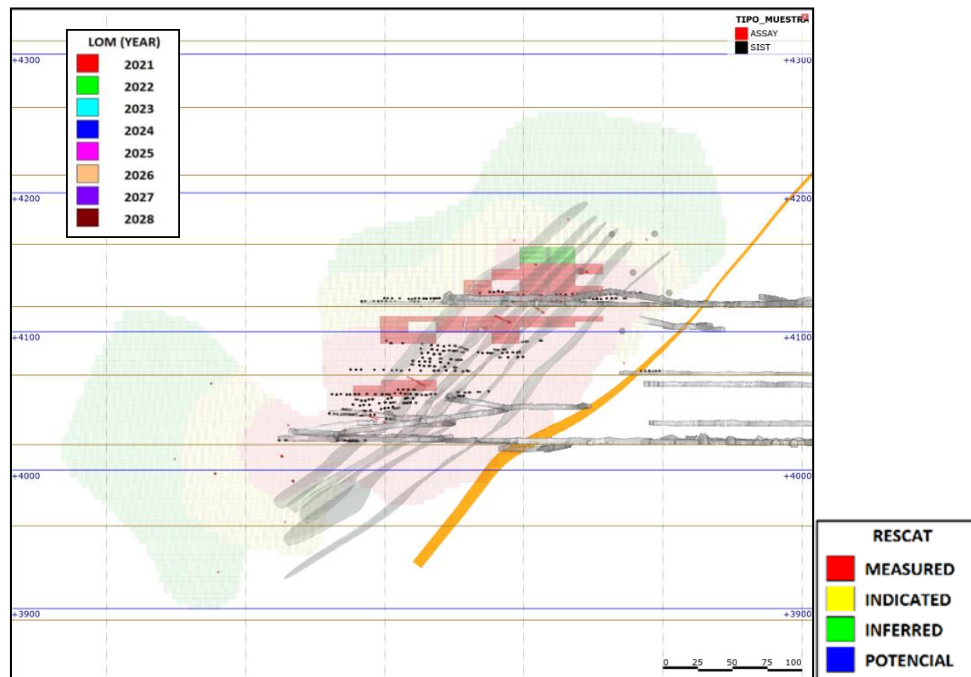 LOM (YEAR)
2021
2022
2023
2024
2025
2026
2027
2028
TIPO_MUESTRA
ASSAY
SIST
+4300
+4300
+4200
+4200
+4100
+4100
+4000
+4000
+3900
+3900
0 25 50 75 100
RESCAT
MEASURED
INDICATED
INFERRED
POTENCIAL